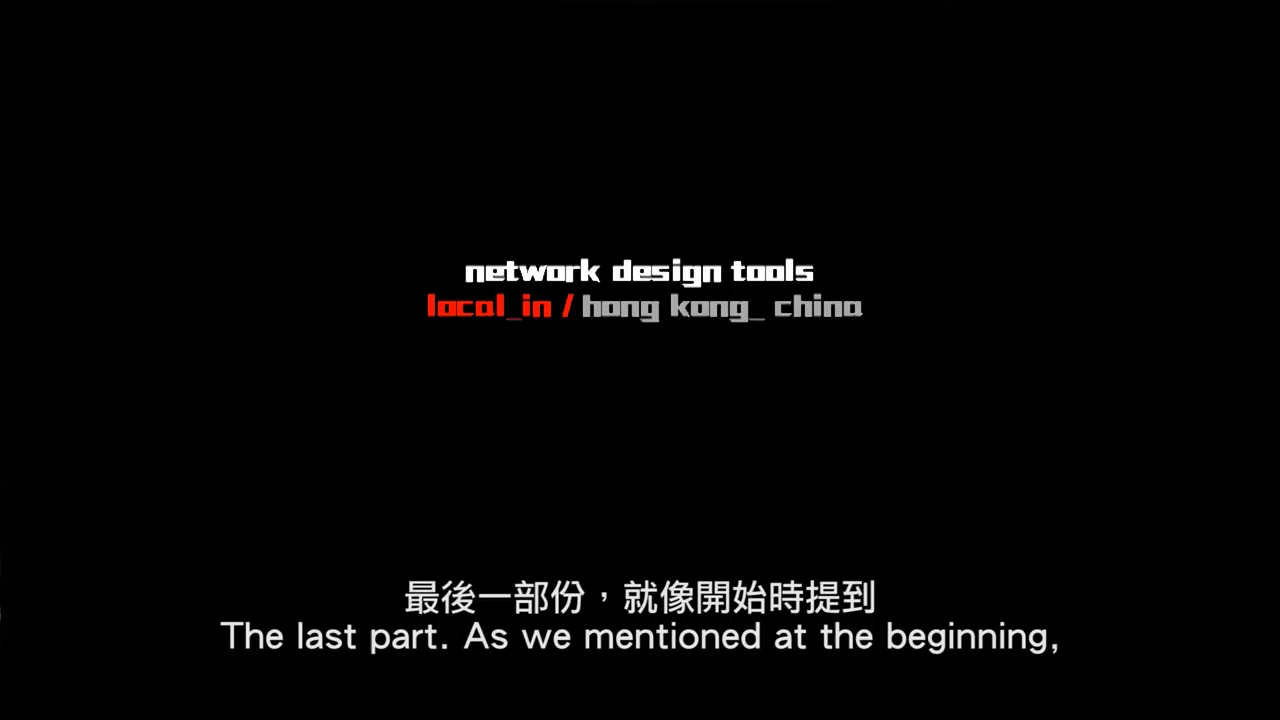 network design tools
local_in / hong kong_ china
最後一部份，就像開始時提到
The last part. As we mentioned at the beginning,